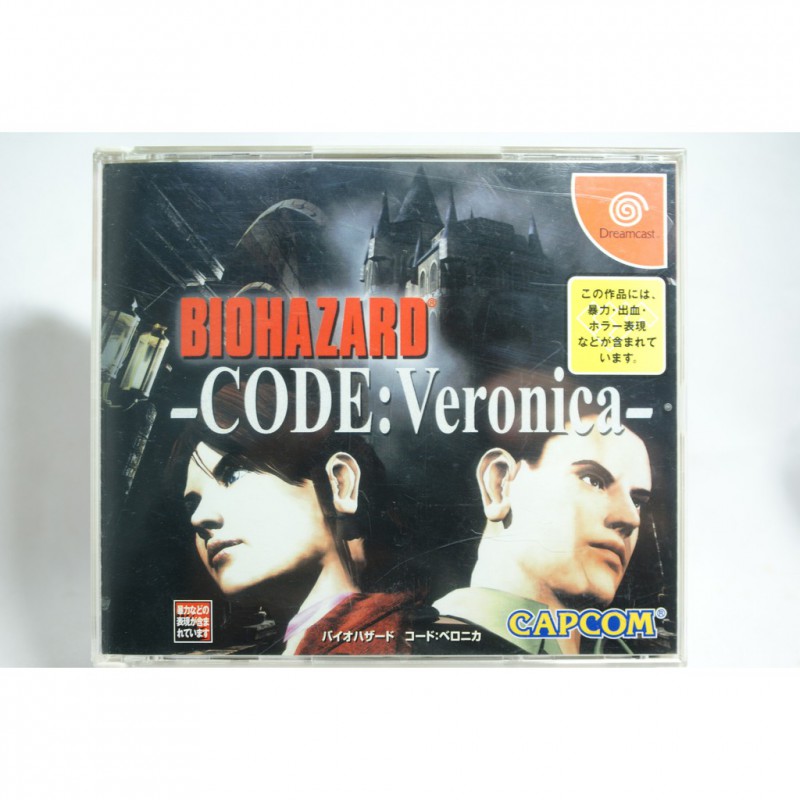 Dreamcast
この作品には、
暴力・出血・
ホラー表現
などが含まれて
います。
BIOHAZARD®
-CODE:Veronica-
暴力などの
表現が含ま
れています
バイオハザード コード:ベロニカ
CAPCOM®